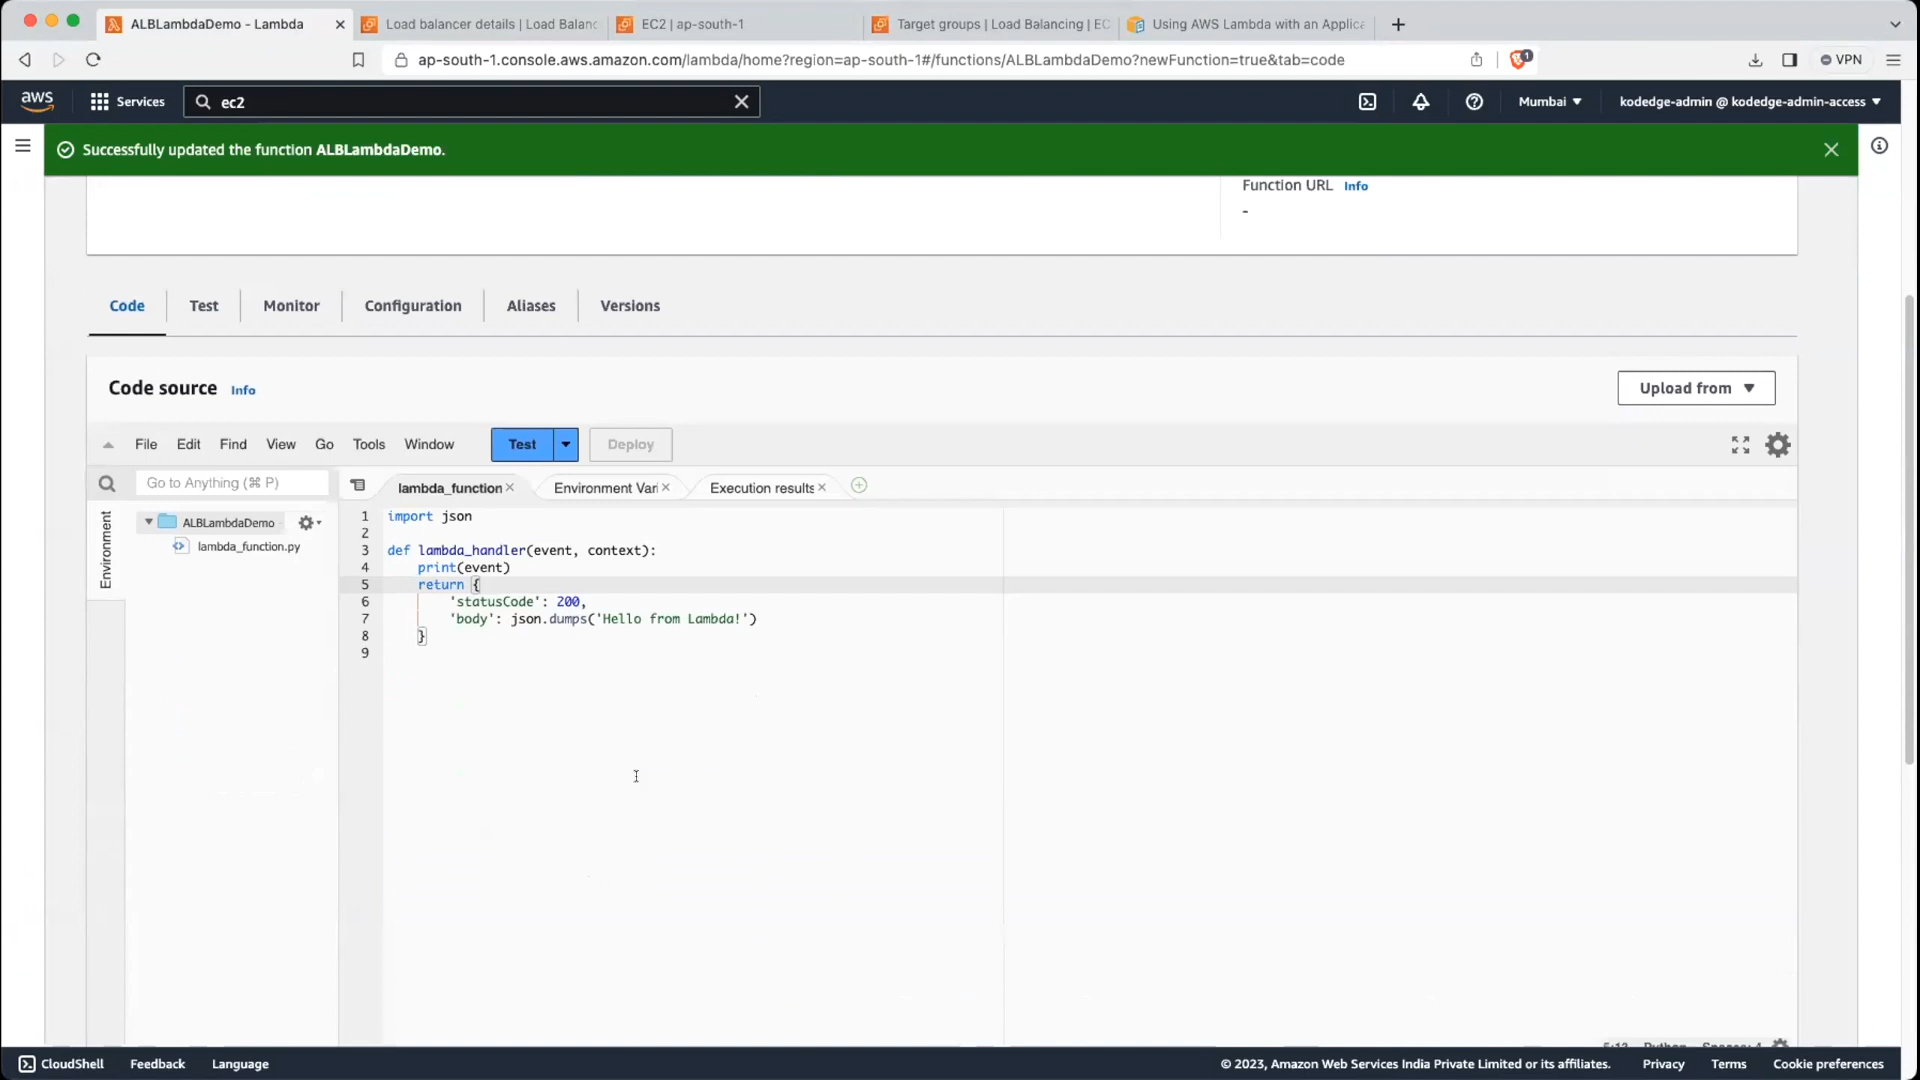 ALBLambdaDemo - Lambda
Load balancer details | Load Balanc
EC2 | ap-south-1
Target groups | Load Balancing | EC
Using AWS Lambda with an Applica
ap-south-1.console.aws.amazon.com/lambda/home?region=ap-south-1#/functions/ALBLambdaDemo?newFunction=true&tab=code
1
VPN
aws
Services
ec2
Mumbai
kodedge-admin @ kodedge-admin-access
Successfully updated the function ALBLambdaDemo.
Function URL Info
-
Code
Test
Monitor
Configuration
Aliases
Versions
Code source Info
Upload from
File
Edit
Find
View
Go
Tools
Window
Test
Deploy
Go to Anything (⌘ P)
lambda_function
Environment Vari
Execution results
Environment
ALBLambdaDemo
lambda_function.py
1 import json
2
3 def lambda_handler(event, context):
4 print(event)
5 return {
6 'statusCode': 200,
7 'body': json.dumps('Hello from Lambda!')
8 }
9
CloudShell
Feedback
Language
© 2023, Amazon Web Services India Private Limited or its affiliates.
Privacy
Terms
Cookie preferences